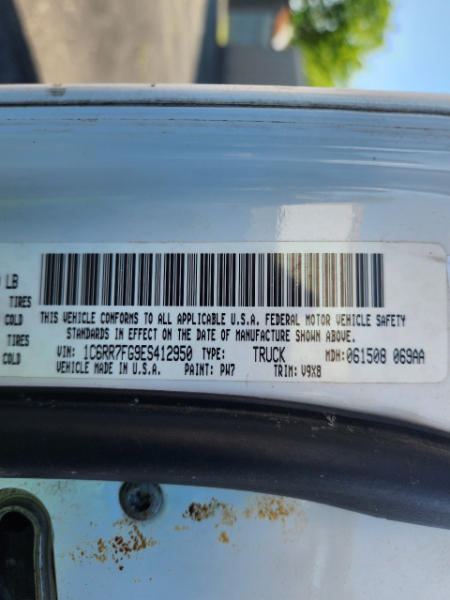 LB
TIRES
COLD
TIRES
COLD
THIS VEHICLE CONFORMS TO ALL APPLICABLE U.S.A. FEDERAL MOTOR VEHICLE SAFETY
STANDARDS IN EFFECT ON THE DATE OF MANUFACTURE SHOWN ABOVE.
VIN: 1C6RR7FG9ES412950 TYPE: TRUCK MDH: 061508 069AA
VEHICLE MADE IN U.S.A. PAINT: PW7 TRIM: V9X8